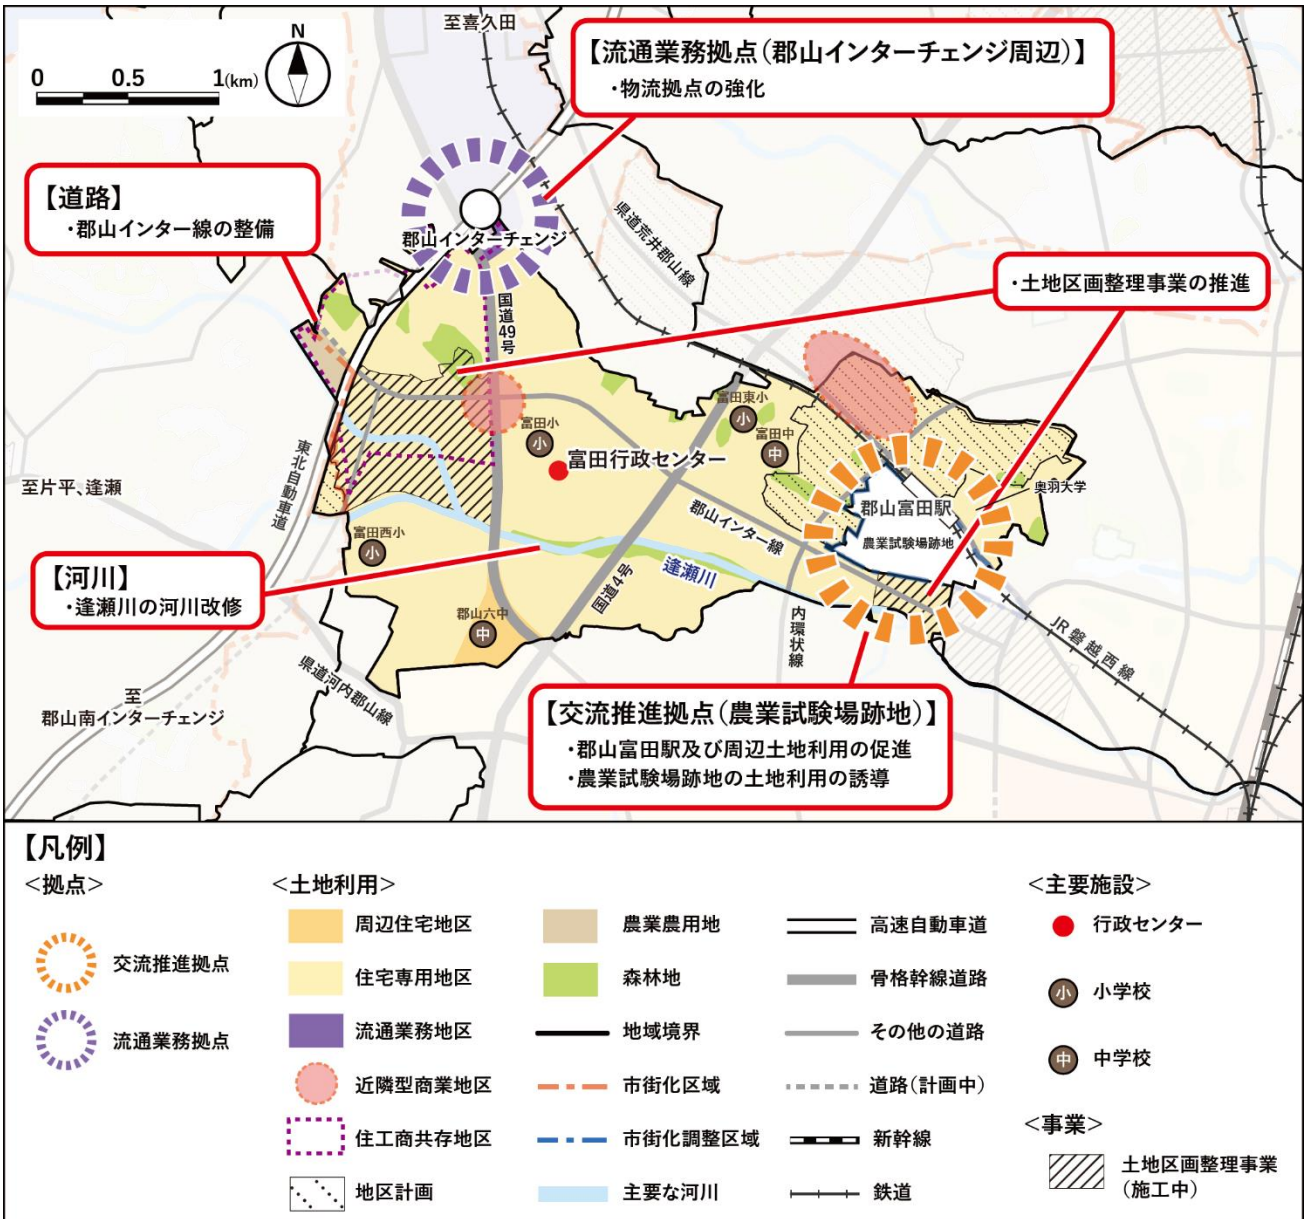 至喜久田
N
0 0.5 1(km)
【流通業務拠点(郡山インターチェンジ周辺)】
・物流拠点の強化
【道路】
・郡山インター線の整備
郡山インターチェンジ
県道荒井郡山線
・土地区画整理事業の推進
国道49号
富田東小
小
富田小
小
富田中
中
富田行政センター
東北自動車道
至片平、逢瀬
奥羽大学
郡山富田駅
農業試験場跡地
郡山インター線
富田西小
小
【河川】
・逢瀬川の河川改修
逢瀬川
国道4号
郡山六中
中
内環状線
JR磐越西線
県道河内郡山線
至
郡山南インターチェンジ
【交流推進拠点(農業試験場跡地)】
・郡山富田駅及び周辺土地利用の促進
・農業試験場跡地の土地利用の誘導
【凡例】
<拠点>
交流推進拠点
流通業務拠点
<土地利用>
周辺住宅地区
住宅専用地区
流通業務地区
近隣型商業地区
住工商共存地区
地区計画
農業農用地
森林地
地域境界
市街化区域
市街化調整区域
主要な河川
高速自動車道
骨格幹線道路
その他の道路
道路(計画中)
新幹線
鉄道
<主要施設>
行政センター
小 小学校
中 中学校
<事業>
土地区画整理事業
(施工中)